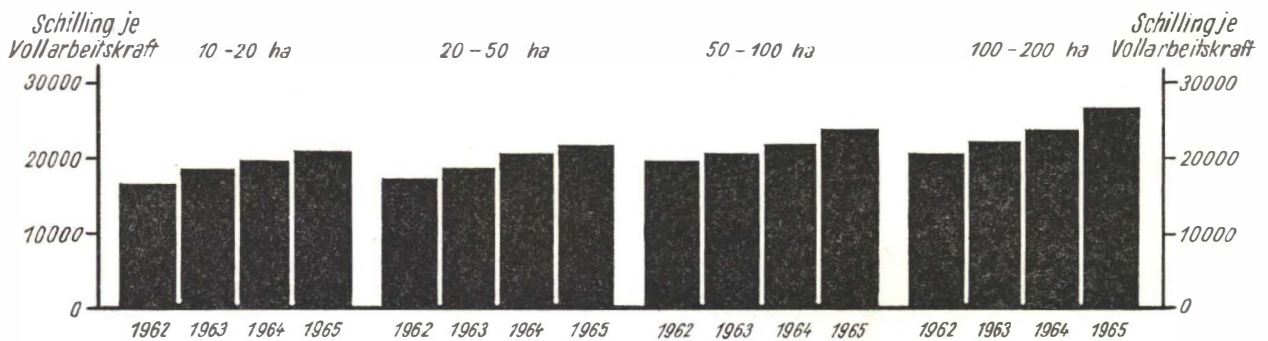 Schilling je
Vollarbeitskraft 10-20 ha 20-50 ha 50-100 ha 100-200 ha Schilling je
Vollarbeitskraft
30000 30000
20000 20000
10000 10000
0 0
1962 1963 1964 1965 1962 1963 1964 1965 1962 1963 1964 1965 1962 1963 1964 1965